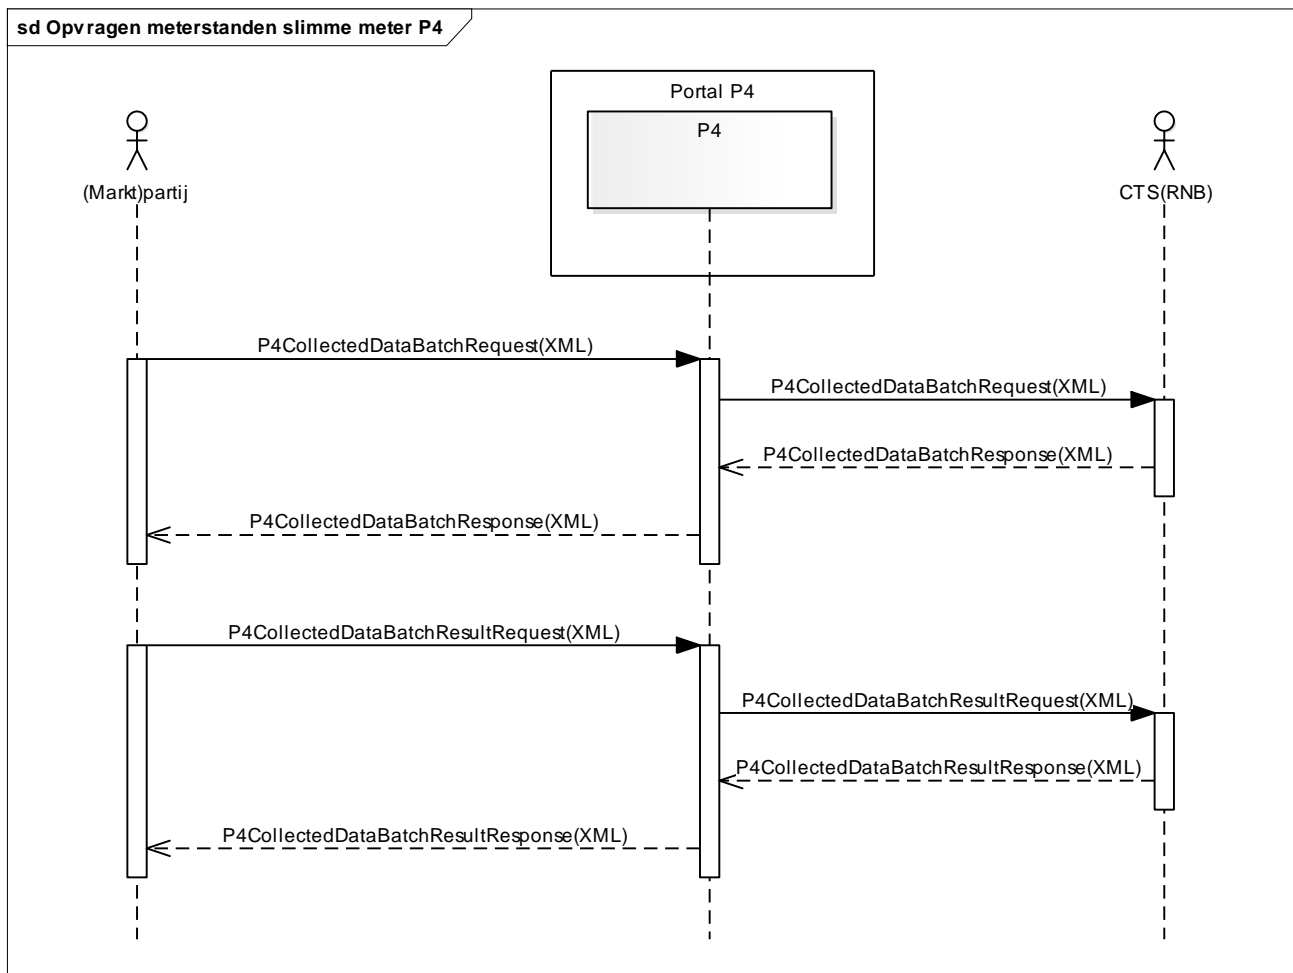 sd Opvragen meterstanden slimme meter P4
Portal P4
P4
(Markt)partij
CTS(RNB)
P4CollectedDataBatchRequest(XML)
P4CollectedDataBatchRequest(XML)
P4CollectedDataBatchResponse(XML)
P4CollectedDataBatchResponse(XML)
P4CollectedDataBatchResultRequest(XML)
P4CollectedDataBatchResultRequest(XML)
P4CollectedDataBatchResultResponse(XML)
P4CollectedDataBatchResultResponse(XML)